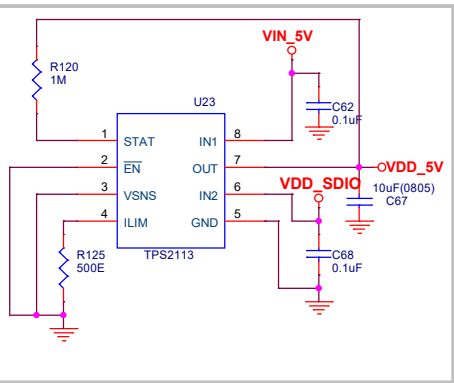 VIN_5V
R120
1M
U23
C62
0.1uF
1
STAT
IN1
8
2
EN
OUT
7
VDD_5V
3
VSNS
IN2
6
VDD_SDIO
10uF(0805)
C67
4
ILIM
GND
5
R125
500E
TPS2113
C68
0.1uF